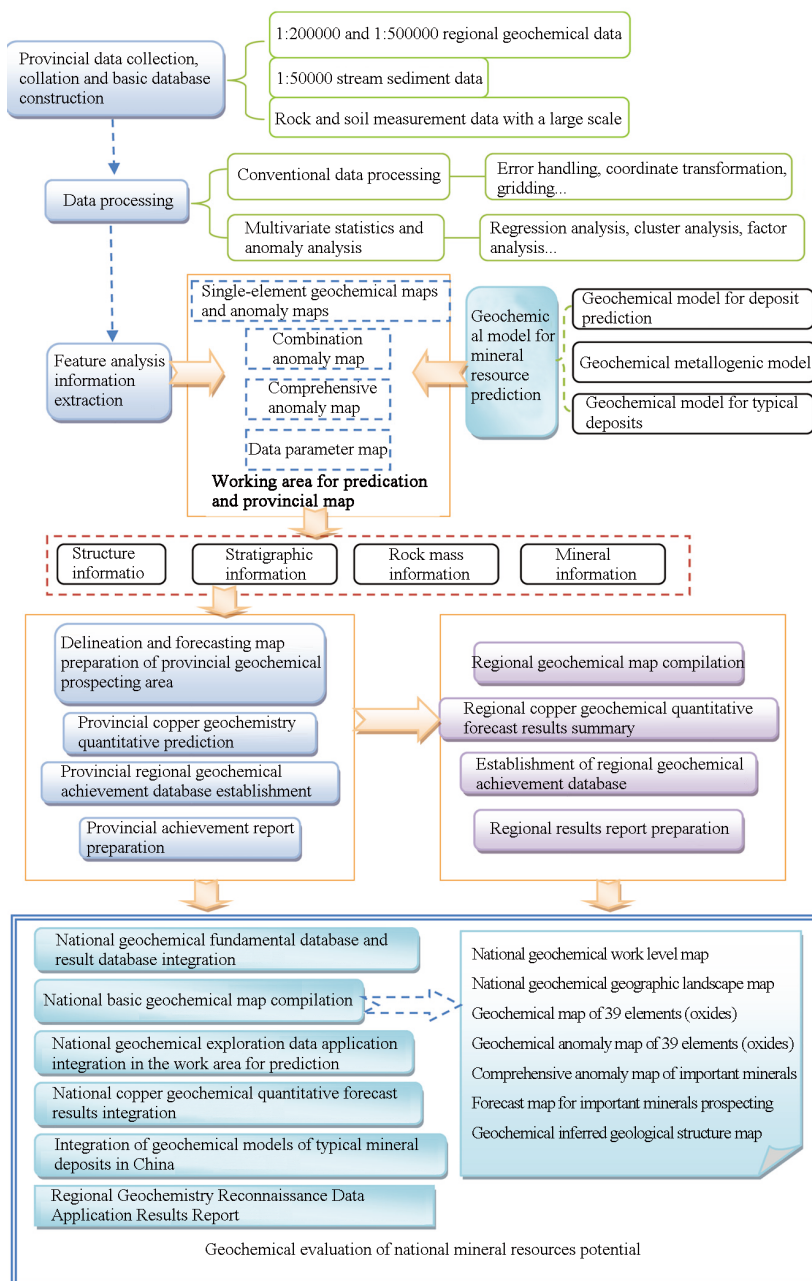 Provincial data collection,
collation and basic database
construction
1:200000 and 1:500000 regional geochemical data
1:50000 stream sediment data
Rock and soil measurement data with a large scale
Data processing
Conventional data processing
Error handling, coordinate transformation,
gridding...
Multivariate statistics and
anomaly analysis
Regression analysis, cluster analysis, factor
analysis...
Feature analysis
information
extraction
Single-element geochemical maps
and anomaly maps
Combination
anomaly map
Comprehensive
anomaly map
Data parameter map
Working area for predication
and provincial map
Geochemic
al model for
mineral
resource
prediction
Geochemical model for deposit
prediction
Geochemical metallogenic model
Geochemical model for typical
deposits
Structure
informatio
Stratigraphic
information
Rock mass
information
Mineral
information
Delineation and forecasting map
preparation of provincial geochemical
prospecting area
Provincial copper geochemistry
quantitative prediction
Provincial regional geochemical
achievement database establishment
Provincial achievement report
preparation
Regional geochemical map compilation
Regional copper geochemical quantitative
forecast results summary
Establishment of regional geochemical
achievement database
Regional results report preparation
National geochemical fundamental database and
result database integration
National basic geochemical map compilation
National geochemical exploration data application
integration in the work area for prediction
National copper geochemical quantitative forecast
results integration
Integration of geochemical models of typical mineral
deposits in China
Regional Geochemistry Reconnaissance Data
Application Results Report
National geochemical work level map
National geochemical geographic landscape map
Geochemical map of 39 elements (oxides)
Geochemical anomaly map of 39 elements (oxides)
Comprehensive anomaly map of important minerals
Forecast map for important minerals prospecting
Geochemical inferred geological structure map
Geochemical evaluation of national mineral resources potential